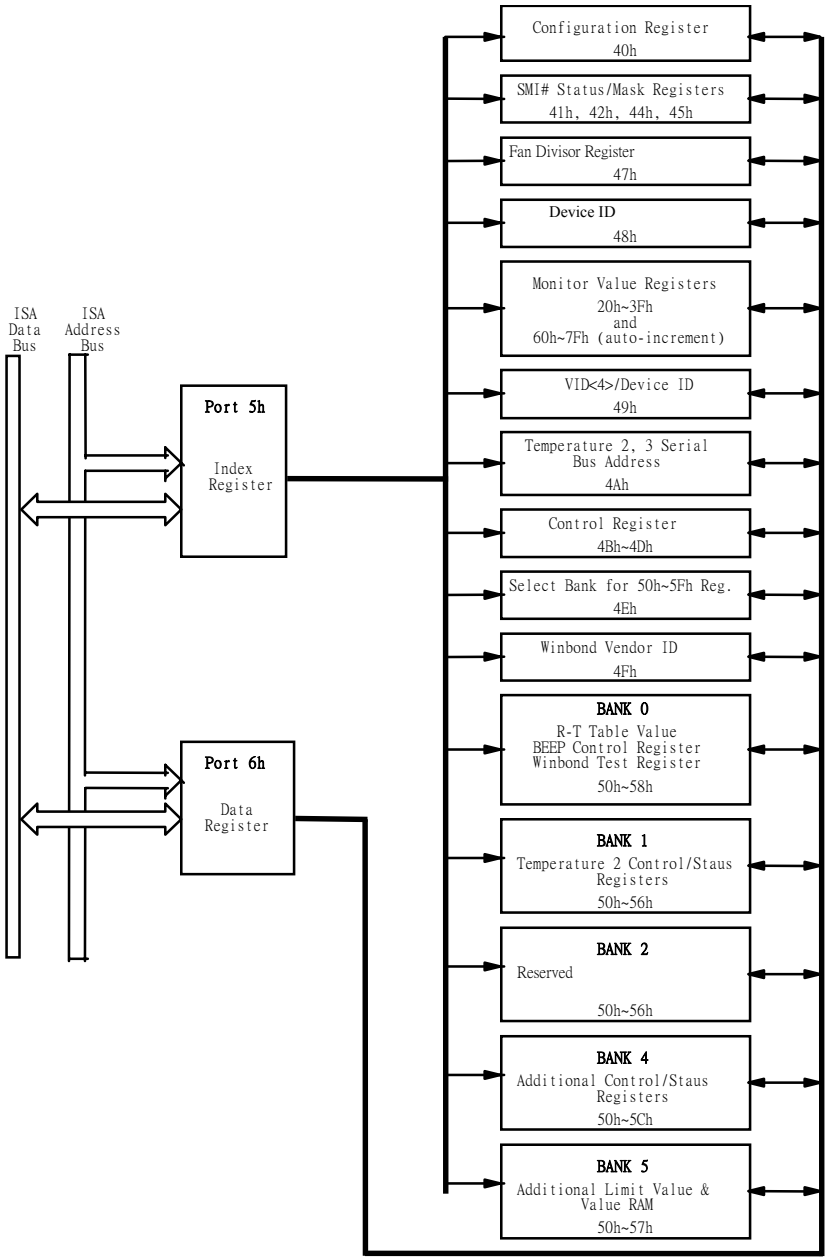 Configuration Register
40h
SMI# Status/Mask Registers
41h, 42h, 44h, 45h
Fan Divisor Register
47h
Device ID
48h
Monitor Value Registers
20h~3Fh
and
60h~7Fh (auto-increment)
VID<4>/Device ID
49h
Temperature 2, 3 Serial
Bus Address
4Ah
Control Register
4Bh~4Dh
Select Bank for 50h~5Fh Reg.
4Eh
Winbond Vendor ID
4Fh
BANK 0
R-T Table Value
BEEP Control Register
Winbond Test Register
50h~58h
BANK 1
Temperature 2 Control/Staus
Registers
50h~56h
BANK 2
Reserved
50h~56h
BANK 4
Additional Control/Staus
Registers
50h~5Ch
BANK 5
Additional Limit Value &
Value RAM
50h~57h
ISA
Data
Bus
ISA
Address
Bus
Port 5h
Index
Register
Port 6h
Data
Register